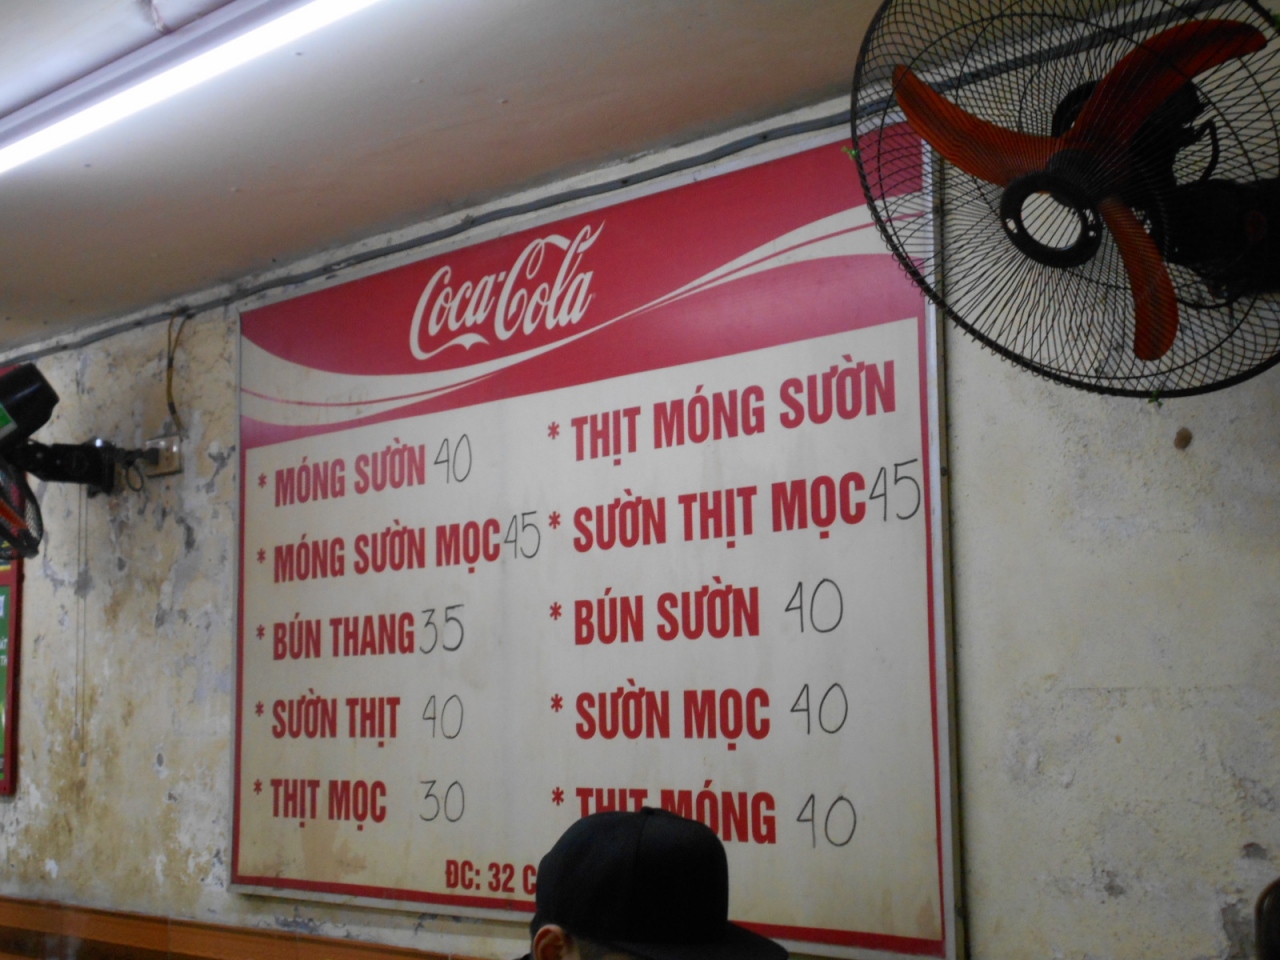 Coca-Cola
* MÓNG SƯỜN 40
* MÓNG SƯỜN MỌC 45
* BÚN THANG 35
* SƯỜN THỊT 40
* THỊT MỌC 30
* THỊT MÓNG SƯỜN
* SƯỜN THỊT MỌC 45
* BÚN SƯỜN 40
* SƯỜN MỌC 40
* THỊT MÓNG 40
ĐC: 32 C